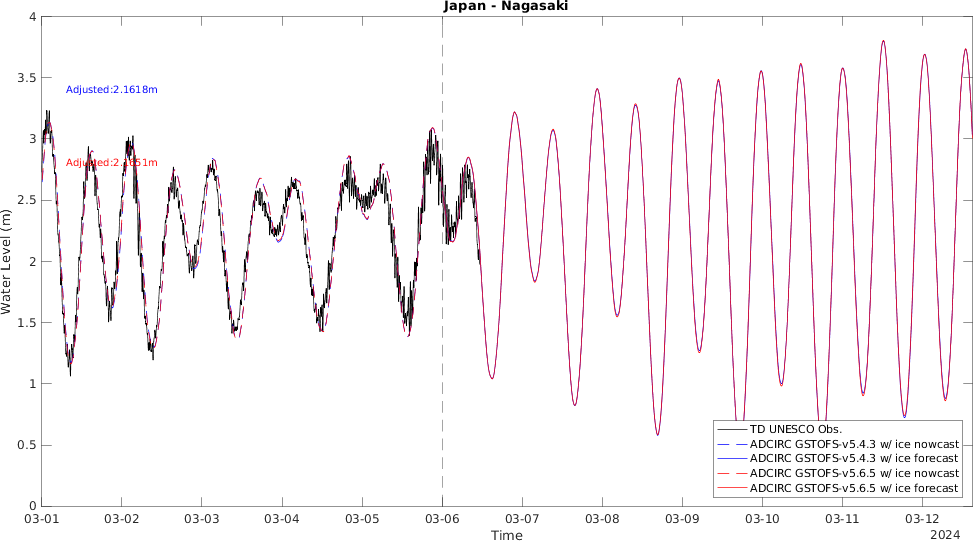 Japan - Nagasaki
4
3.5
3
2.5
2
1.5
1
0.5
0
Water Level (m)
Adjusted:2.1618m
Adjusted:2.1651m
TD UNESCO Obs.
ADCIRC GSTOFS-v5.4.3 w/ ice nowcast
ADCIRC GSTOFS-v5.4.3 w/ ice forecast
ADCIRC GSTOFS-v5.6.5 w/ ice nowcast
ADCIRC GSTOFS-v5.6.5 w/ ice forecast
03-01 03-02 03-03 03-04 03-05 03-06 03-07 03-08 03-09 03-10 03-11 03-12
Time
2024